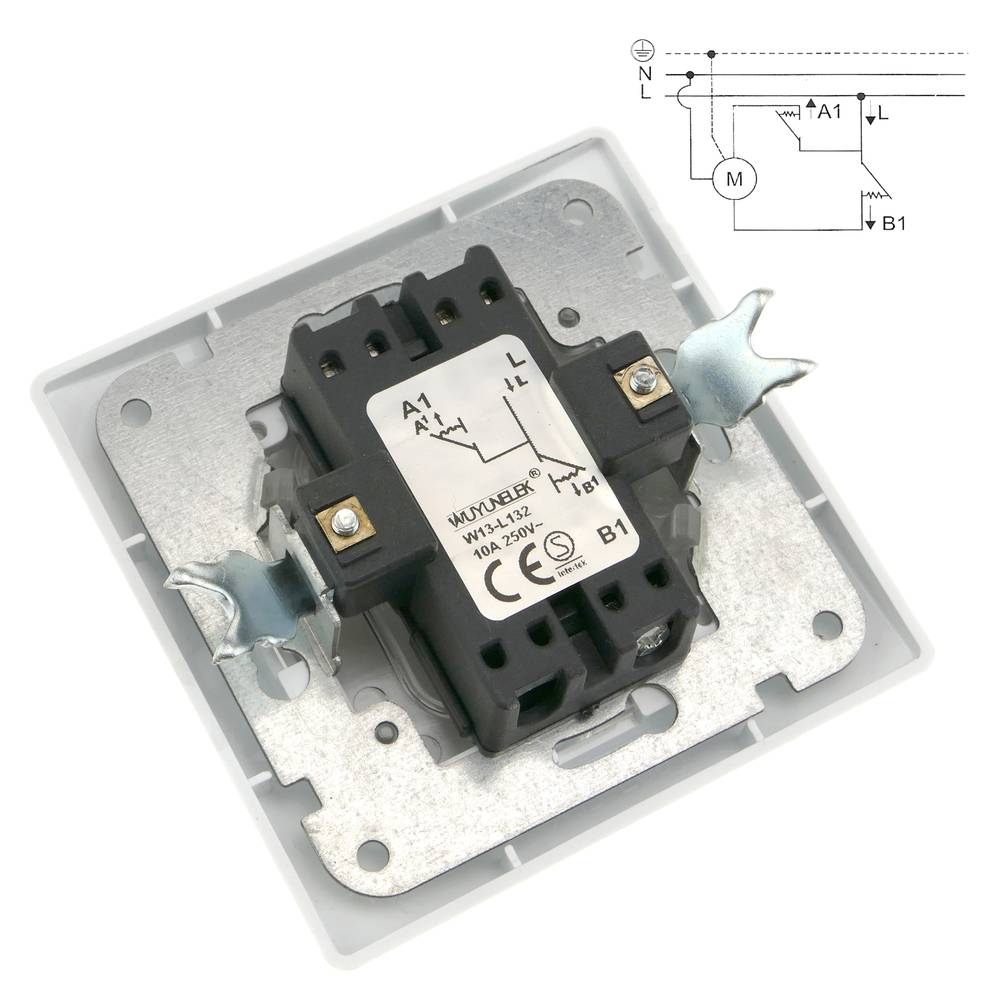 N
L
A1
L
M
B1
L
L
A1
A1
B1
WUYUNELEK®
W13-L132
10A 250V~
B1
CE
S
Intertek